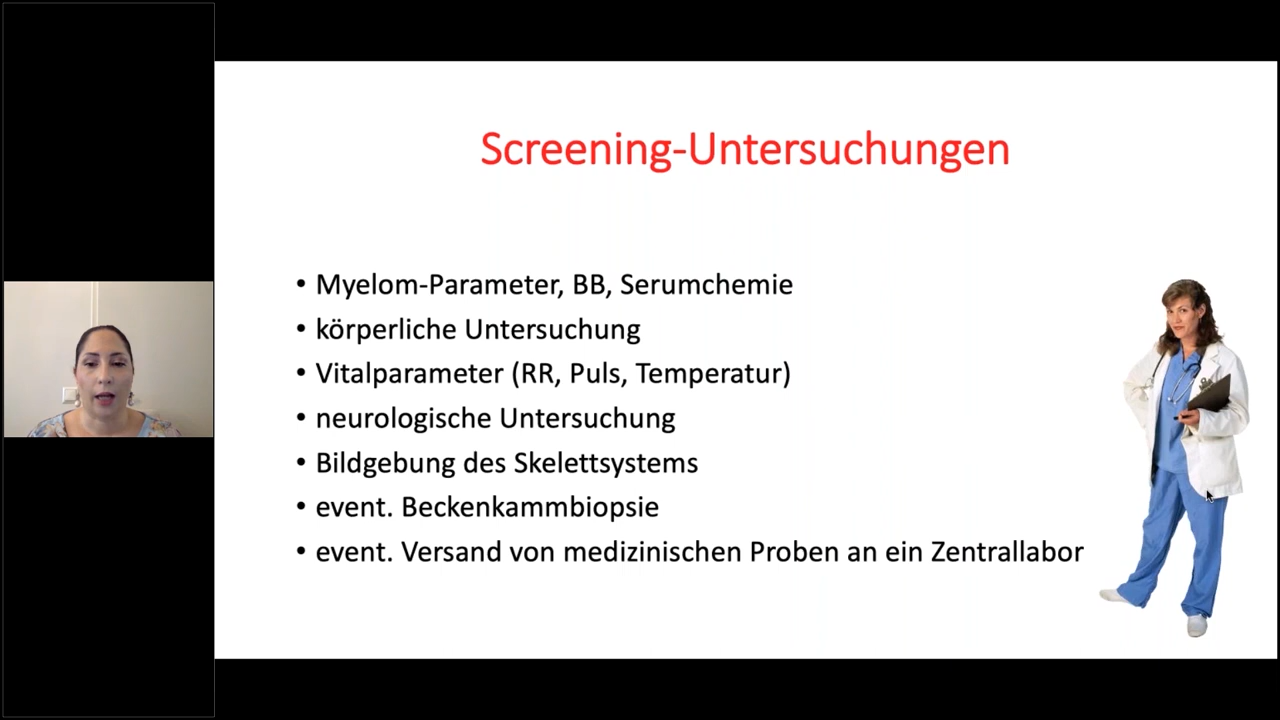 Screening-Untersuchungen
• Myelom-Parameter, BB, Serumchemie
• körperliche Untersuchung
• Vitalparameter (RR, Puls, Temperatur)
• neurologische Untersuchung
• Bildgebung des Skelettsystems
• event. Beckenkammbiopsie
• event. Versand von medizinischen Proben an ein Zentrallabor